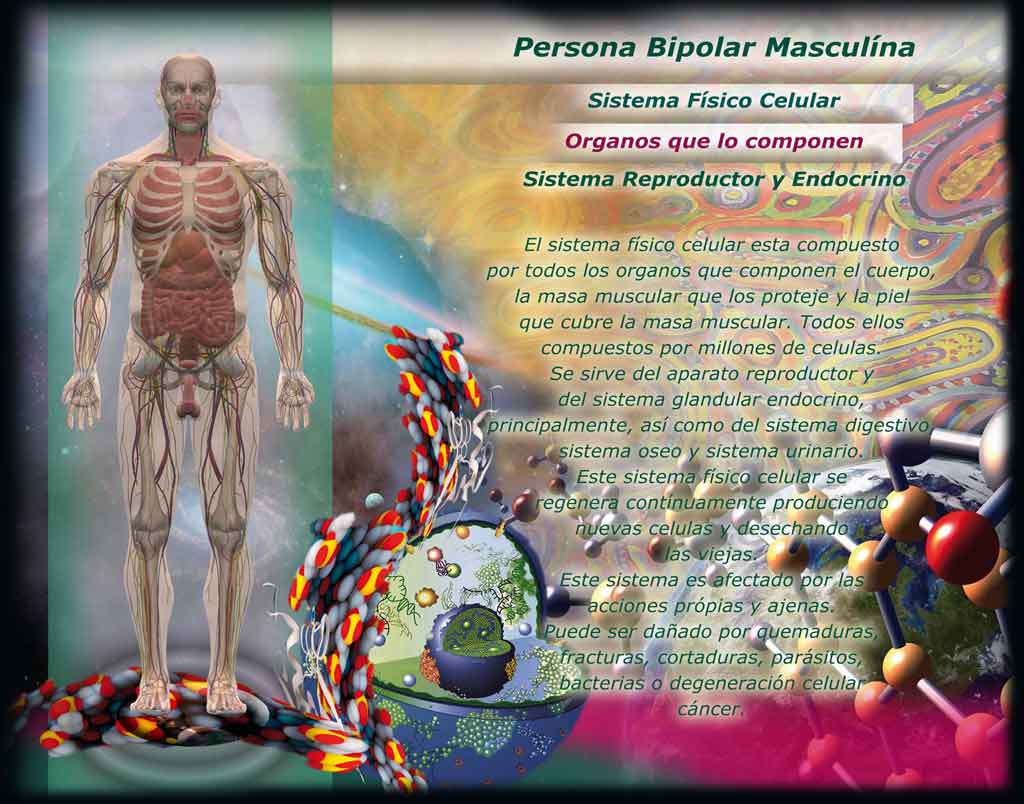 Persona Bipolar Masculína
Sistema Físico Celular
Organos que lo componen
Sistema Reproductor y Endocrino
El sistema físico celular esta compuesto
por todos los organos que componen el cuerpo,
la masa muscular que los proteje y la piel
que cubre la masa muscular. Todos ellos
compuestos por millones de celulas.
Se sirve del aparato reproductor y
del sistema glandular endocrino,
principalmente, así como del sistema digestivo,
sistema oseo y sistema urinario.
Este sistema físico celular se
regenera contínuamente produciendo
nuevas celulas y desechando
las viejas.
Este sistema es afectado por las
acciones própias y ajenas.
Puede ser dañado por quemaduras,
fracturas, cortaduras, parásitos,
bacterias o degeneración celular
cáncer.